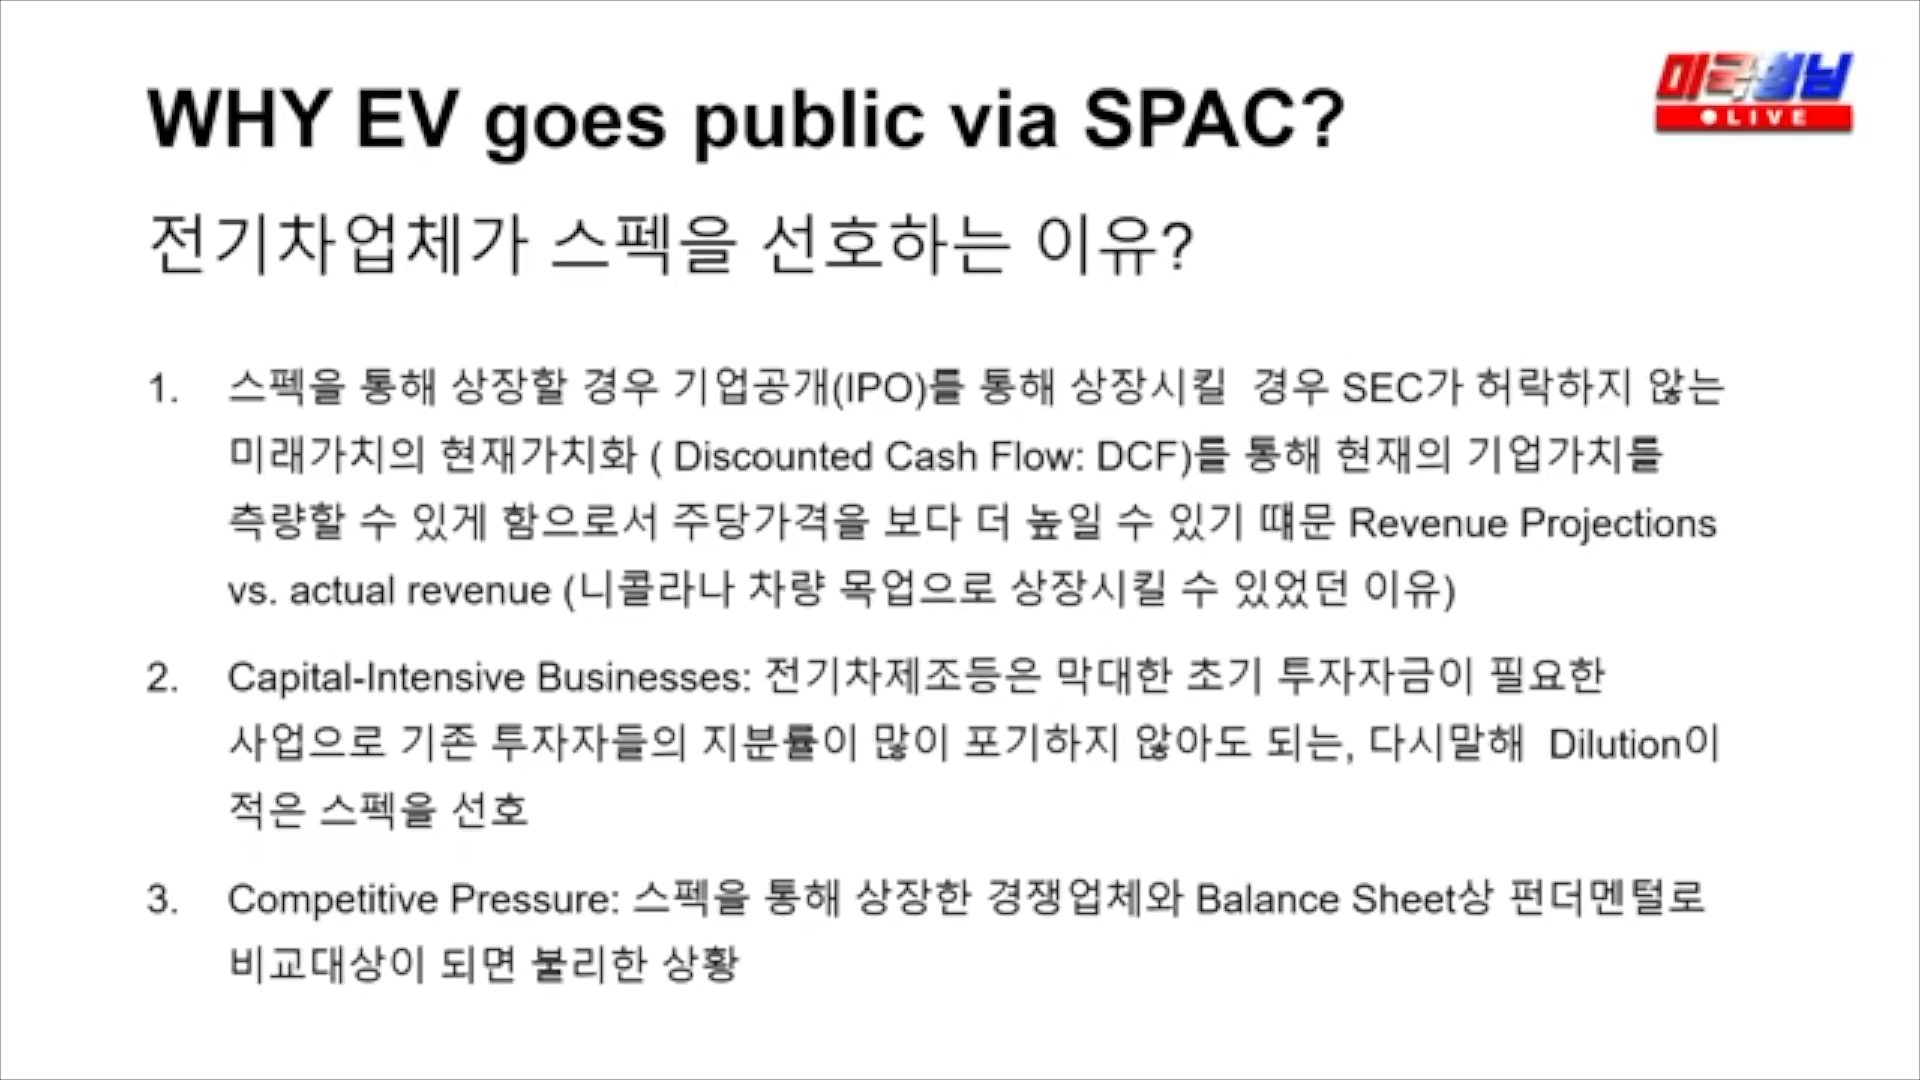 WHY EV goes public via SPAC?
미국형님
LIVE
전기차업체가 스펙을 선호하는 이유?
1. 스펙을 통해 상장할 경우 기업공개(IPO)를 통해 상장시킬 경우 SEC가 허락하지 않는
미래가치의 현재가치화 ( Discounted Cash Flow: DCF)를 통해 현재의 기업가치를
측량할 수 있게 함으로서 주당가격을 보다 더 높일 수 있기 떄문 Revenue Projections
vs. actual revenue (니콜라나 차량 목업으로 상장시킬 수 있었던 이유)
2. Capital-Intensive Businesses: 전기차제조등은 막대한 초기 투자자금이 필요한
사업으로 기존 투자자들의 지분률이 많이 포기하지 않아도 되는, 다시말해 Dilution이
적은 스펙을 선호
3. Competitive Pressure: 스펙을 통해 상장한 경쟁업체와 Balance Sheet상 펀더멘털로
비교대상이 되면 불리한 상황